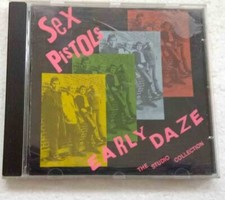 SeX
PiSTOLS
EARLY DAZE
THE STUDIO COLLECTION